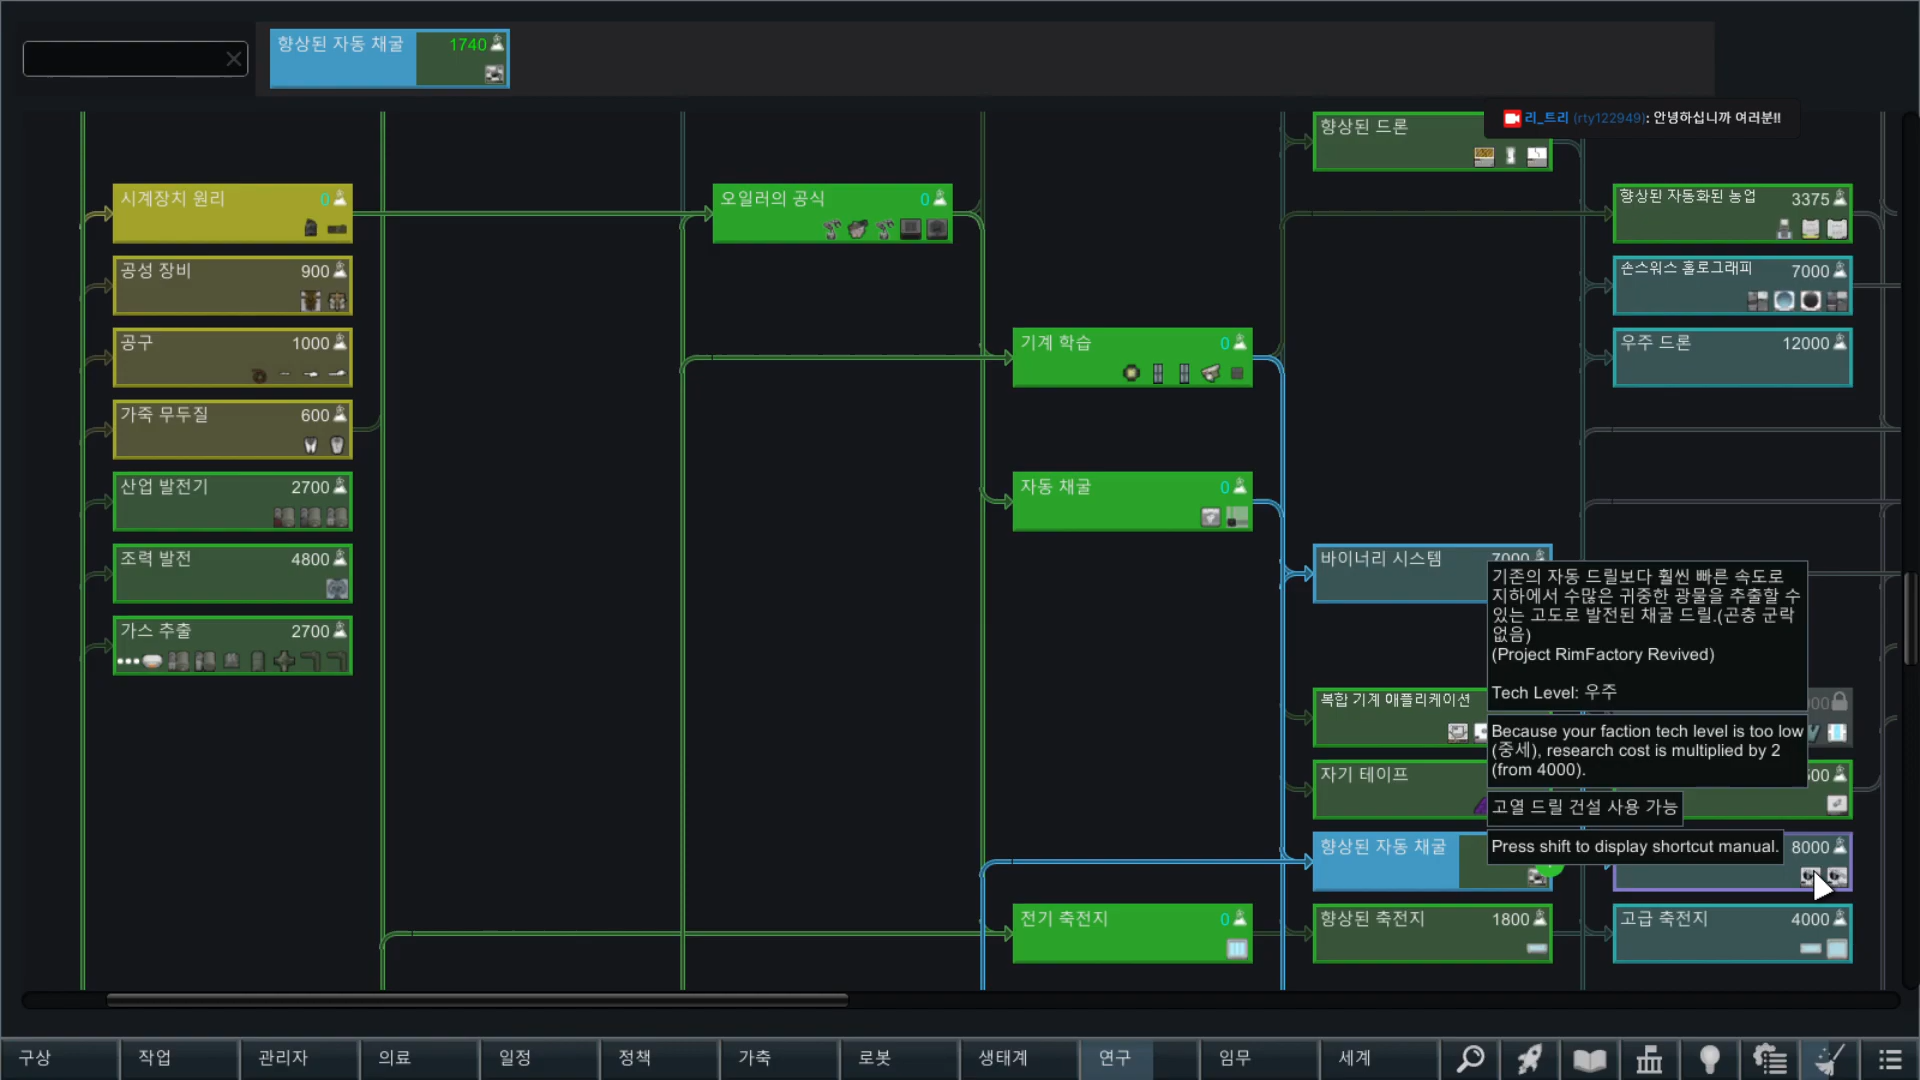 향상된 자동 채굴 1740
리_트리 (rty122949): 안녕하십니까 여러분!!
향상된 드론
시계장치 원리 0
오일러의 공식 0
향상된 자동화된 농업 3375
공성 장비 900
손스워스 홀로그래피 7000
공구 1000
기계 학습 0
우주 드론 12000
가죽 무두질 600
산업 발전기 2700
자동 채굴 0
조력 발전 4800
바이너리 시스템 7000
기존의 자동 드릴보다 훨씬 빠른 속도로
지하에서 수많은 귀중한 광물을 추출할 수
있는 고도로 발전된 채굴 드릴.(곤충 군락
없음)
(Project RimFactory Revived)
Tech Level: 우주
가스 추출 2700
복합 기계 애플리케이션
Because your faction tech level is too low
(중세), research cost is multiplied by 2
(from 4000).
자기 테이프
고열 드릴 건설 사용 가능
향상된 자동 채굴
Press shift to display shortcut manual.
8000
전기 축전지 0
향상된 축전지 1800
고급 축전지 4000
구상 작업 관리자 의료 일정 정책 가축 로봇 생태계 연구 임무 세계